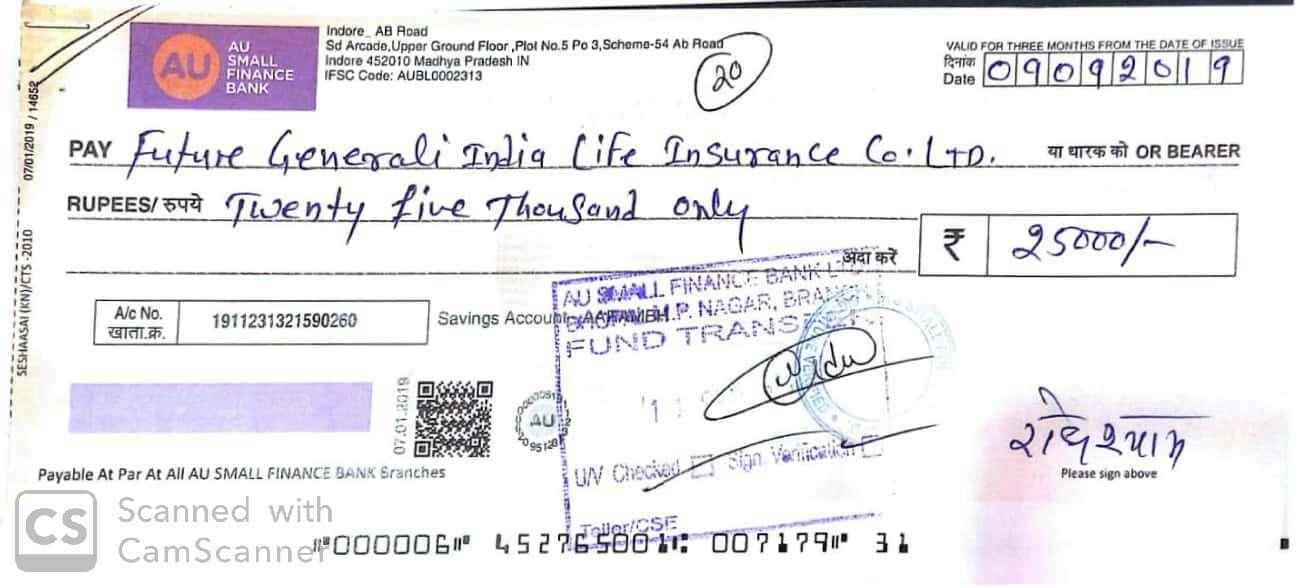 Indore_ AB Road
Sd Arcade,Upper Ground Floor ,Plot No.5 Po 3,Scheme-54 Ab Road
Indore 452010 Madhya Pradesh IN
IFSC Code: AUBL0002313
AU
AU
SMALL
FINANCE
BANK
20
VALID FOR THREE MONTHS FROM THE DATE OF ISSUE
दिनांक
Date 09092019
PAY Future Generali India Life Insurance Co. LTD. या धारक को OR BEARER
RUPEES/ रुपये Twenty five Thousand only
₹ 25000/-
अदा करें
A/c No.
खाता.क्र.
1911231321590260
Savings Account-AARAMBH
AU SMALL FINANCE BANK LTD
BHOPAL M.P. NAGAR, BRANCH
FUND TRANSFER
U/V Checked Sign. Verification
Teller/CSE
07.01.2019
AU
राधेश्याम
Please sign above
Payable At Par At All AU SMALL FINANCE BANK Branches
SESHAASAI (KN)/CTS -2010 07/01/2019 / 14652
CS
Scanned with
CamScanner
⑈000006⑈ 452765001⑆ 007179⑈ 31